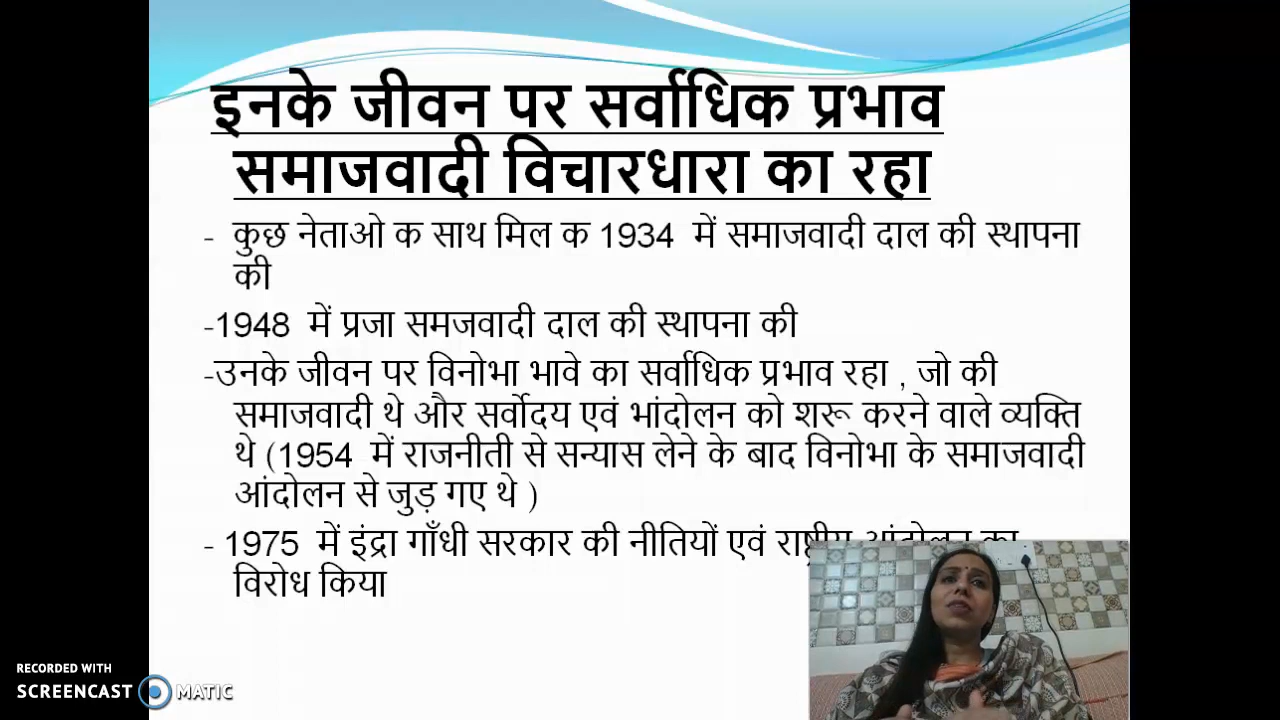 इनके जीवन पर सर्वाधिक प्रभाव
समाजवादी विचारधारा का रहा
- कुछ नेताओ क साथ मिल क 1934 में समाजवादी दाल की स्थापना
की
-1948 में प्रजा समजवादी दाल की स्थापना की
-उनके जीवन पर विनोभा भावे का सर्वाधिक प्रभाव रहा , जो की
समाजवादी थे और सर्वोदय एवं भांदोलन को शरू करने वाले व्यक्ति
थे (1954 में राजनीती से सन्यास लेने के बाद विनोभा के समाजवादी
आंदोलन से जुड़ गए थे )
- 1975 में इंद्रा गाँधी सरकार की नीतियों एवं राष्ट्रीय आंदोलन का
विरोध किया
RECORDED WITH
SCREENCAST MATIC